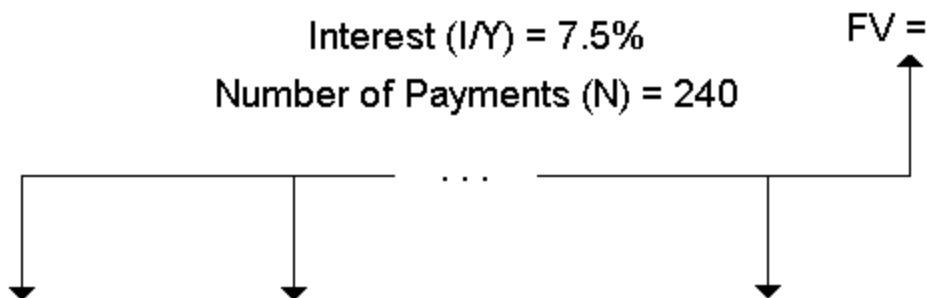 Interest (I/Y) = 7.5%
FV =
Number of Payments (N) = 240
. . .